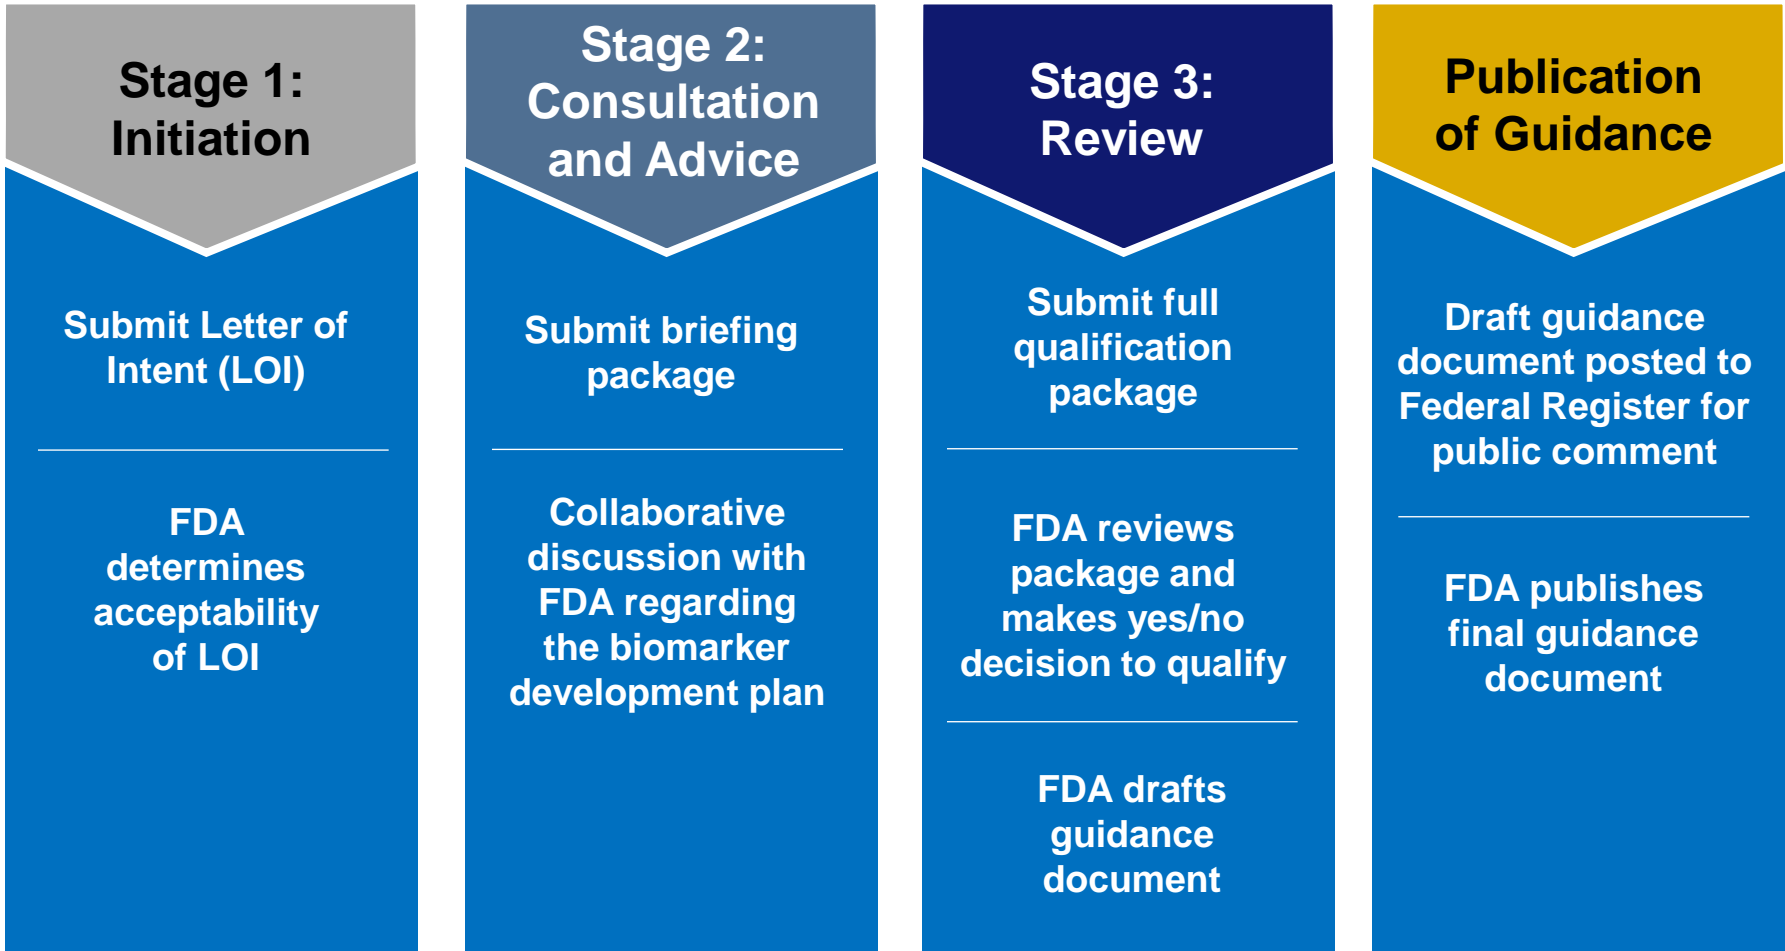 Stage 1:
Initiation
Submit Letter of
Intent (LOI)
FDA
determines
acceptability
of LOI
Stage 2:
Consultation
and Advice
Submit briefing
package
Collaborative
discussion with
FDA regarding
the biomarker
development plan
Stage 3:
Review
Submit full
qualification
package
FDA reviews
package and
makes yes/no
decision to qualify
FDA drafts
guidance
document
Publication
of Guidance
Draft guidance
document posted to
Federal Register for
public comment
FDA publishes
final guidance
document